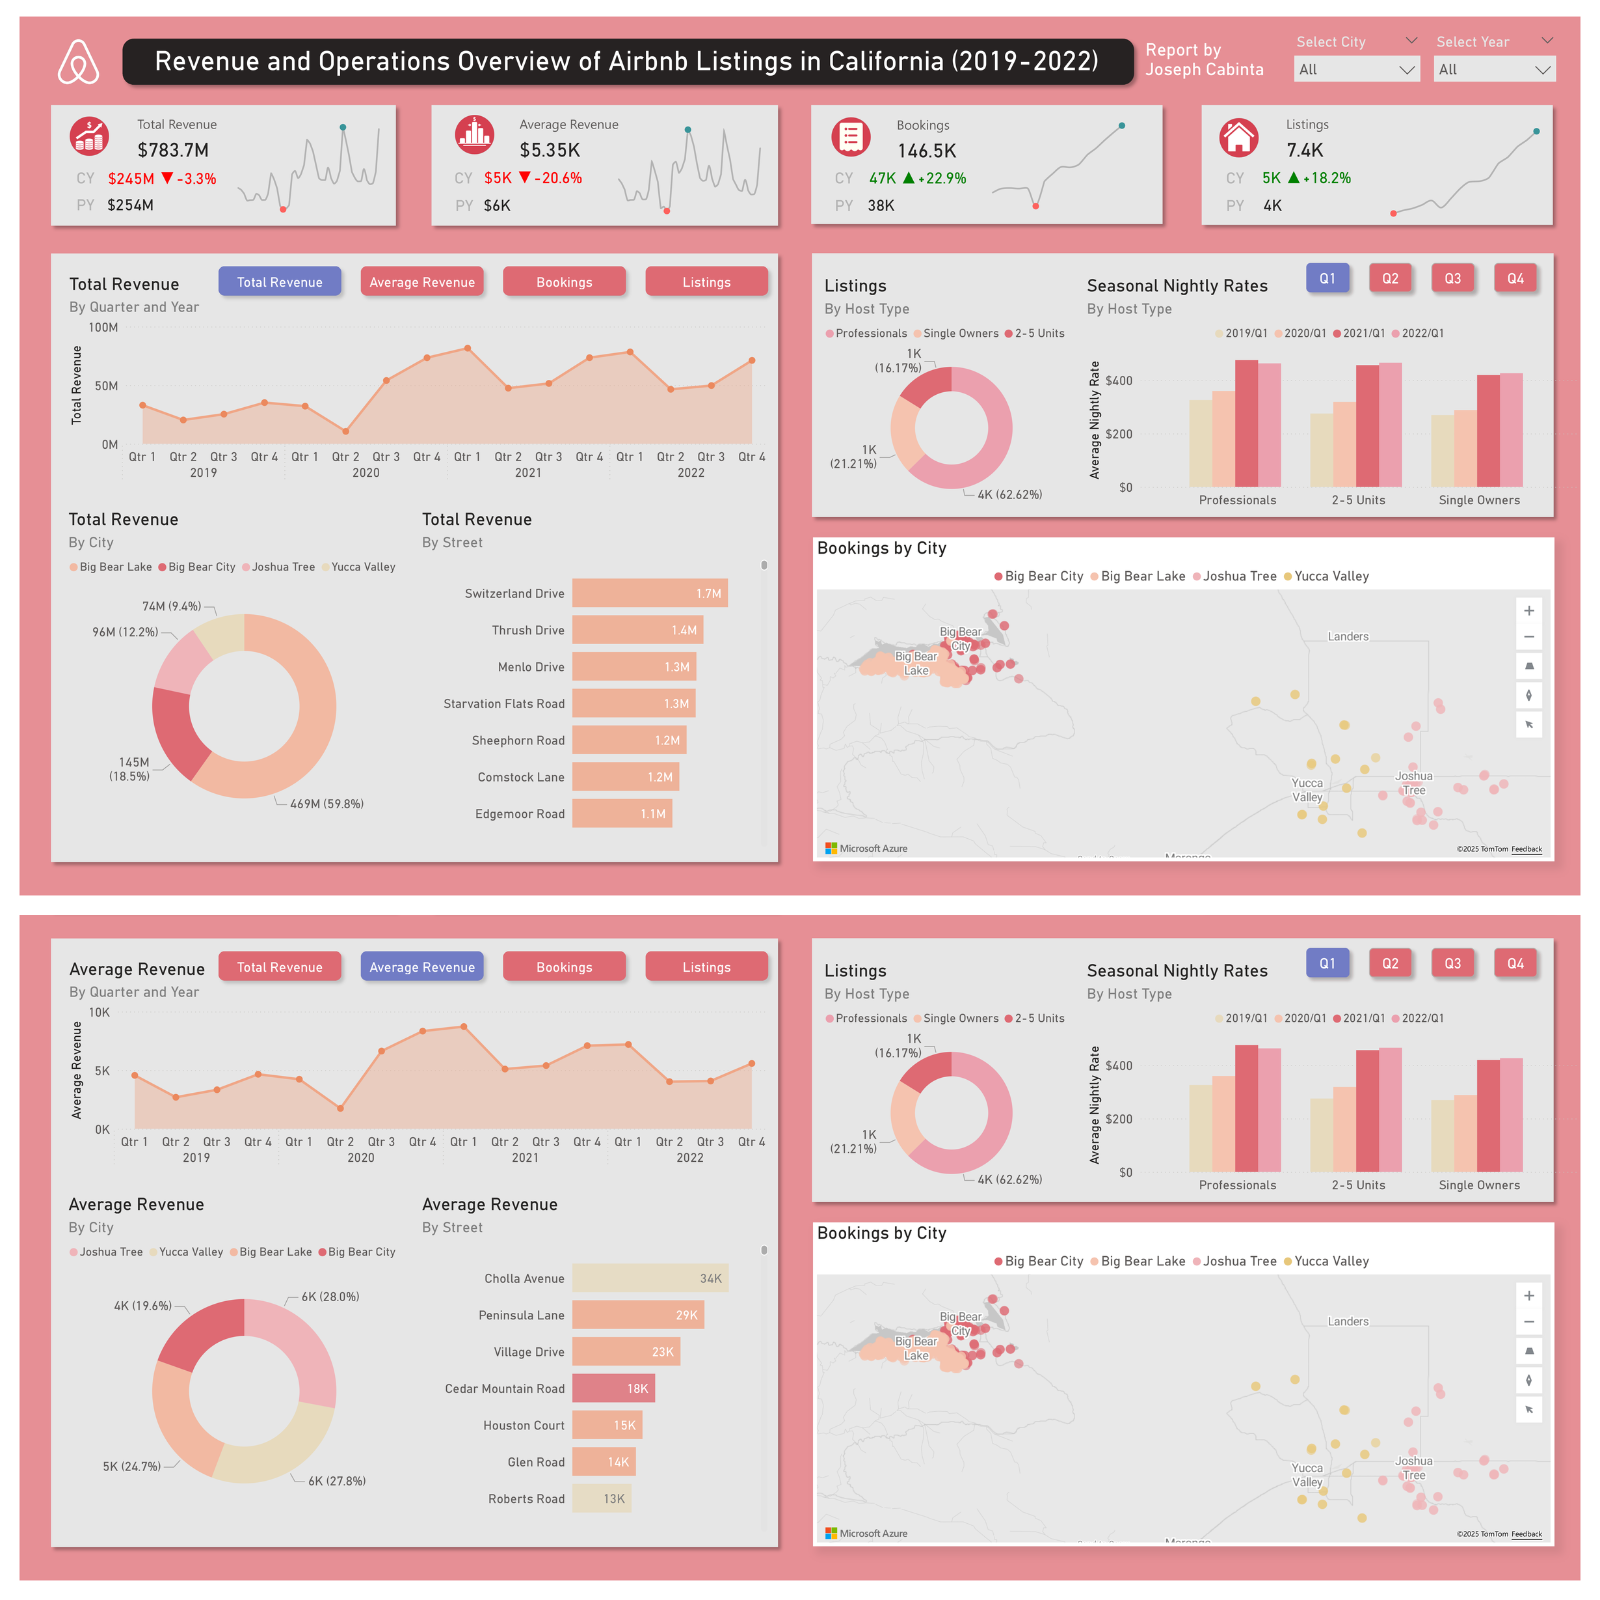 Revenue and Operations Overview of Airbnb Listings in California (2019-2022)
Report by
Joseph Cabinta
Select City
All
Select Year
All
Total Revenue
$783.7M
CY $245M ▼ -3.3%
PY $254M
Average Revenue
$5.35K
CY $5K ▼ -20.6%
PY $6K
Bookings
146.5K
CY 47K ▲ +22.9%
PY 38K
Listings
7.4K
CY 5K ▲ +18.2%
PY 4K
Total Revenue
By Quarter and Year
Total Revenue Average Revenue Bookings Listings
100M
50M
0M
Total Revenue
Qtr 1 Qtr 2 Qtr 3 Qtr 4 Qtr 1 Qtr 2 Qtr 3 Qtr 4 Qtr 1 Qtr 2 Qtr 3 Qtr 4 Qtr 1 Qtr 2 Qtr 3 Qtr 4
2019 2020 2021 2022
Total Revenue
By City
Big Bear Lake Big Bear City Joshua Tree Yucca Valley
74M (9.4%)
96M (12.2%)
145M
(18.5%)
469M (59.8%)
Total Revenue
By Street
Switzerland Drive 1.7M
Thrush Drive 1.4M
Menlo Drive 1.3M
Starvation Flats Road 1.3M
Sheephorn Road 1.2M
Comstock Lane 1.2M
Edgemoor Road 1.1M
Listings
By Host Type
Professionals Single Owners 2-5 Units
1K
(16.17%)
1K
(21.21%)
4K (62.62%)
Seasonal Nightly Rates
By Host Type
Q1 Q2 Q3 Q4
2019/Q1 2020/Q1 2021/Q1 2022/Q1
Average Nightly Rate
$400
$200
$0
Professionals 2-5 Units Single Owners
Bookings by City
Big Bear City Big Bear Lake Joshua Tree Yucca Valley
Big Bear
City
Big Bear
Lake
Landers
Yucca
Valley
Joshua
Tree
Microsoft Azure
©2025 TomTom Feedback
Average Revenue
By Quarter and Year
Total Revenue Average Revenue Bookings Listings
10K
5K
0K
Average Revenue
Qtr 1 Qtr 2 Qtr 3 Qtr 4 Qtr 1 Qtr 2 Qtr 3 Qtr 4 Qtr 1 Qtr 2 Qtr 3 Qtr 4 Qtr 1 Qtr 2 Qtr 3 Qtr 4
2019 2020 2021 2022
Average Revenue
By City
Joshua Tree Yucca Valley Big Bear Lake Big Bear City
4K (19.6%)
6K (28.0%)
5K (24.7%)
6K (27.8%)
Average Revenue
By Street
Cholla Avenue 34K
Peninsula Lane 29K
Village Drive 23K
Cedar Mountain Road 18K
Houston Court 15K
Glen Road 14K
Roberts Road 13K
Listings
By Host Type
Professionals Single Owners 2-5 Units
1K
(16.17%)
1K
(21.21%)
4K (62.62%)
Seasonal Nightly Rates
By Host Type
Q1 Q2 Q3 Q4
2019/Q1 2020/Q1 2021/Q1 2022/Q1
Average Nightly Rate
$400
$200
$0
Professionals 2-5 Units Single Owners
Bookings by City
Big Bear City Big Bear Lake Joshua Tree Yucca Valley
Big Bear
City
Big Bear
Lake
Landers
Yucca
Valley
Joshua
Tree
Microsoft Azure
©2025 TomTom Feedback